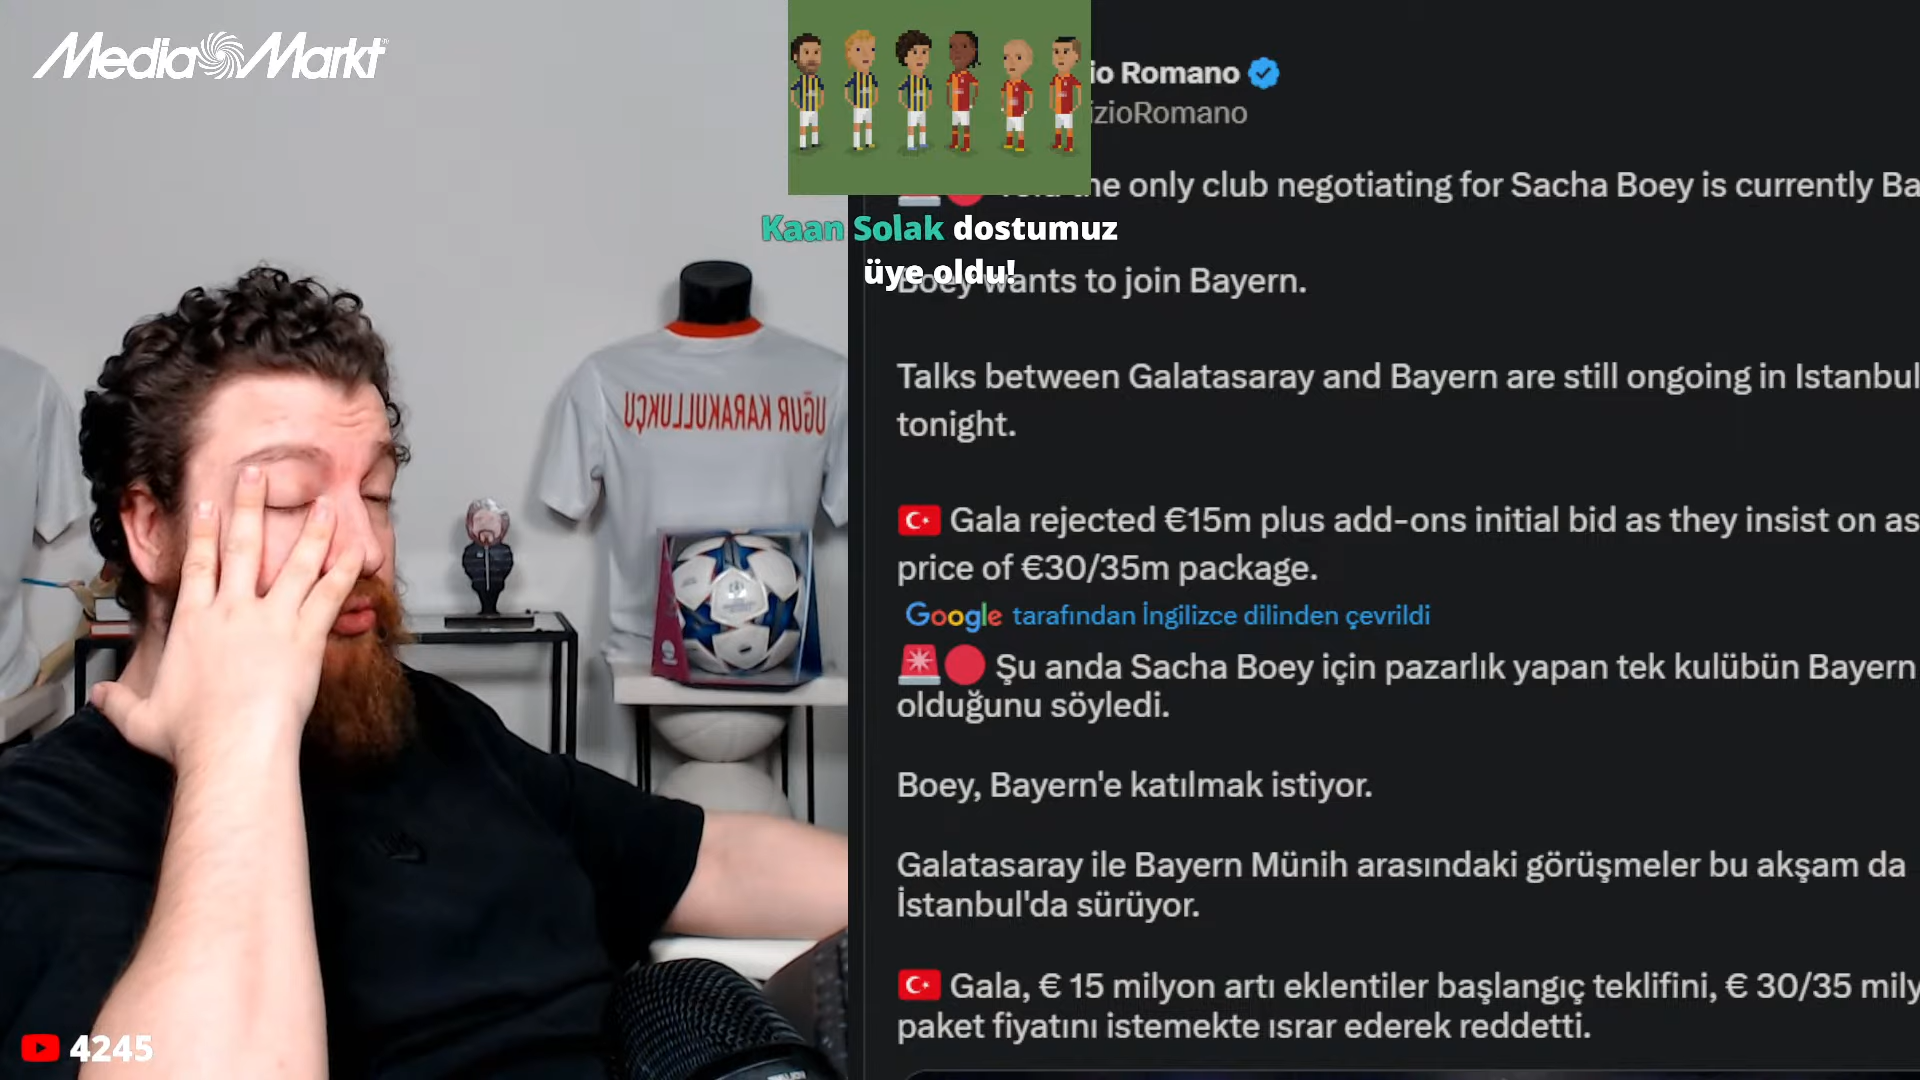 MediaMarkt
io Romano
izioRomano
he only club negotiating for Sacha Boey is currently Ba
Kaan Solak dostumuz
üye oldu!
Boey wants to join Bayern.
Talks between Galatasaray and Bayern are still ongoing in Istanbul
tonight.
UĞUR KARAKULLUKÇU
Gala rejected €15m plus add-ons initial bid as they insist on as
price of €30/35m package.
Google tarafından İngilizce dilinden çevrildi
Şu anda Sacha Boey için pazarlık yapan tek kulübün Bayern
olduğunu söyledi.
Boey, Bayern'e katılmak istiyor.
Galatasaray ile Bayern Münih arasındaki görüşmeler bu akşam da
İstanbul'da sürüyor.
Gala, € 15 milyon artı eklentiler başlangıç teklifini, € 30/35 mily
paket fiyatını istemekte ısrar ederek reddetti.
4245